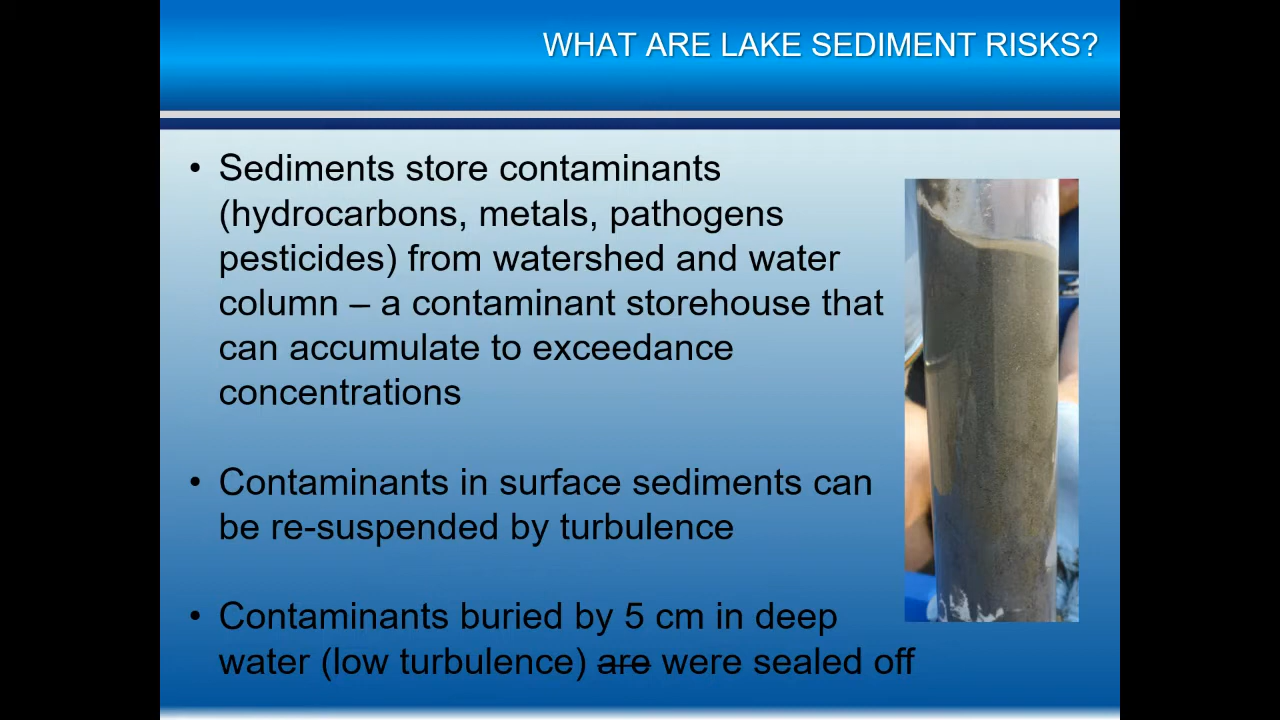 WHAT ARE LAKE SEDIMENT RISKS?
• Sediments store contaminants
(hydrocarbons, metals, pathogens
pesticides) from watershed and water
column – a contaminant storehouse that
can accumulate to exceedance
concentrations
• Contaminants in surface sediments can
be re-suspended by turbulence
• Contaminants buried by 5 cm in deep
water (low turbulence) are were sealed off